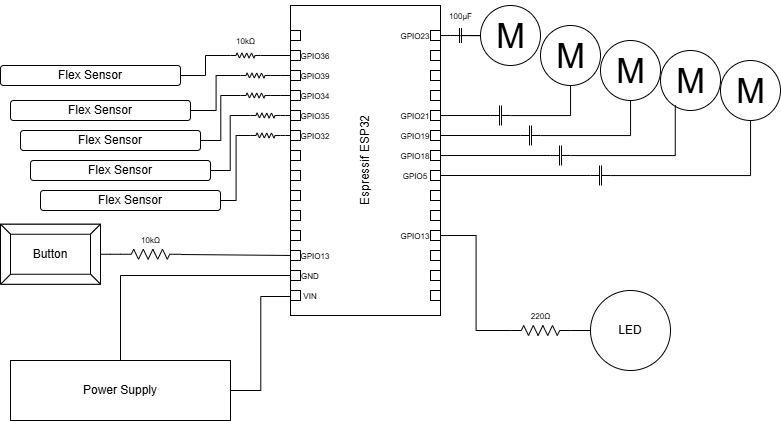 10kΩ
Flex Sensor
Flex Sensor
Flex Sensor
Flex Sensor
Flex Sensor
Button
10kΩ
Power Supply
GPIO36
GPIO39
GPIO34
GPIO35
GPIO32
GPIO13
GND
VIN
Espressif ESP32
GPIO23
GPIO21
GPIO19
GPIO18
GPIO5
GPIO13
100µF
M
M
M
M
M
220Ω
LED